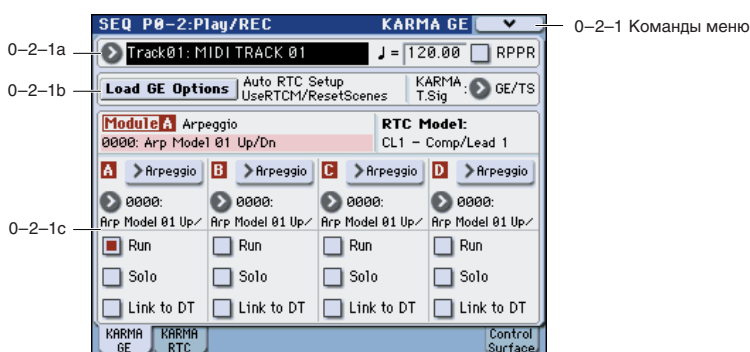 SEQ P0-2:Play/REC KARMA GE
0–2–1 Команды меню
0–2–1a
Track01: MIDI TRACK 01 ♩= 120.00 RPPR
0–2–1b
Load GE Options Auto RTC Setup UseRTCM/ResetScenes KARMA T.Sig : GE/TS
Module A Arpeggio RTC Model:
0000: Arp Model 01 Up/Dn CL1 - Comp/Lead 1
A >Arpeggio B >Arpeggio C >Arpeggio D >Arpeggio
0000: 0000: 0000: 0000:
Arp Model 01 Up/ Arp Model 01 Up/ Arp Model 01 Up/ Arp Model 01 Up/
0–2–1c
Run Run Run Run
Solo Solo Solo Solo
Link to DT Link to DT Link to DT Link to DT
KARMA GE KARMA RTC Control Surface